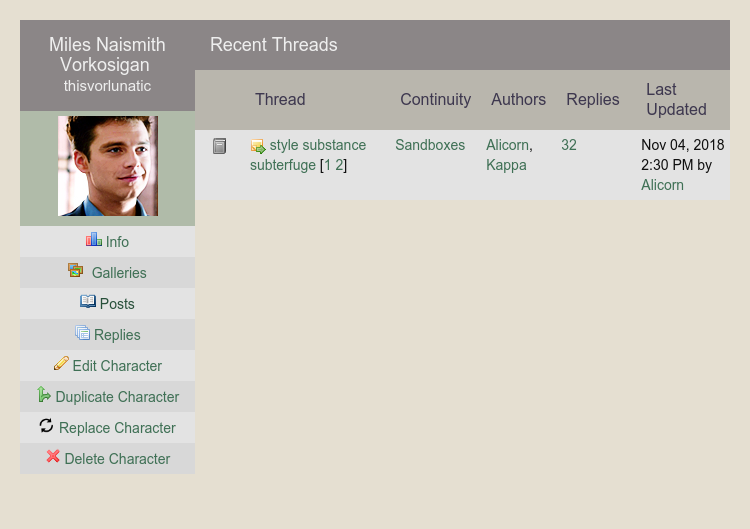 Miles Naismith
Vorkosigan
thisvorlunatic
Info
Galleries
Posts
Replies
Edit Character
Duplicate Character
Replace Character
Delete Character
Recent Threads
Thread Continuity Authors Replies Last Updated
style substance subterfuge [1 2] Sandboxes Alicorn, Kappa 32 Nov 04, 2018 2:30 PM by Alicorn